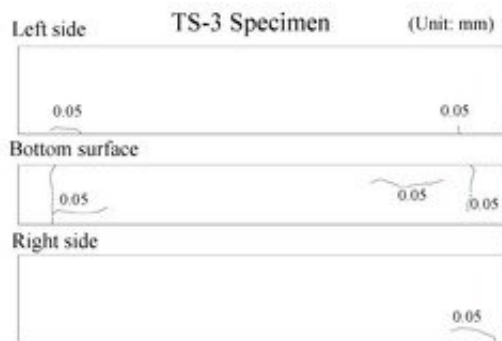 TS-3 Specimen
(Unit: mm)
Left side
0.05
0.05
Bottom surface
0.05
0.05
0.05
Right side
0.05